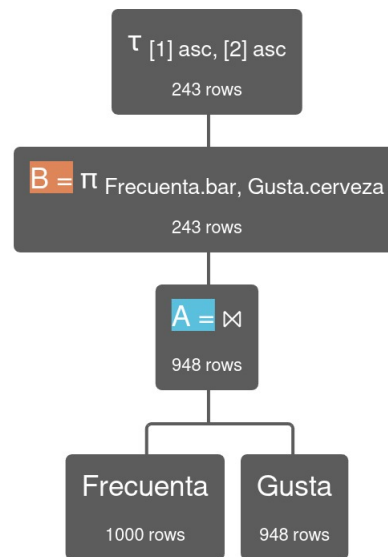 τ [1] asc, [2] asc
243 rows
B = π Frecuenta.bar, Gusta.cerveza
243 rows
A = ⋈
948 rows
Frecuenta
1000 rows
Gusta
948 rows